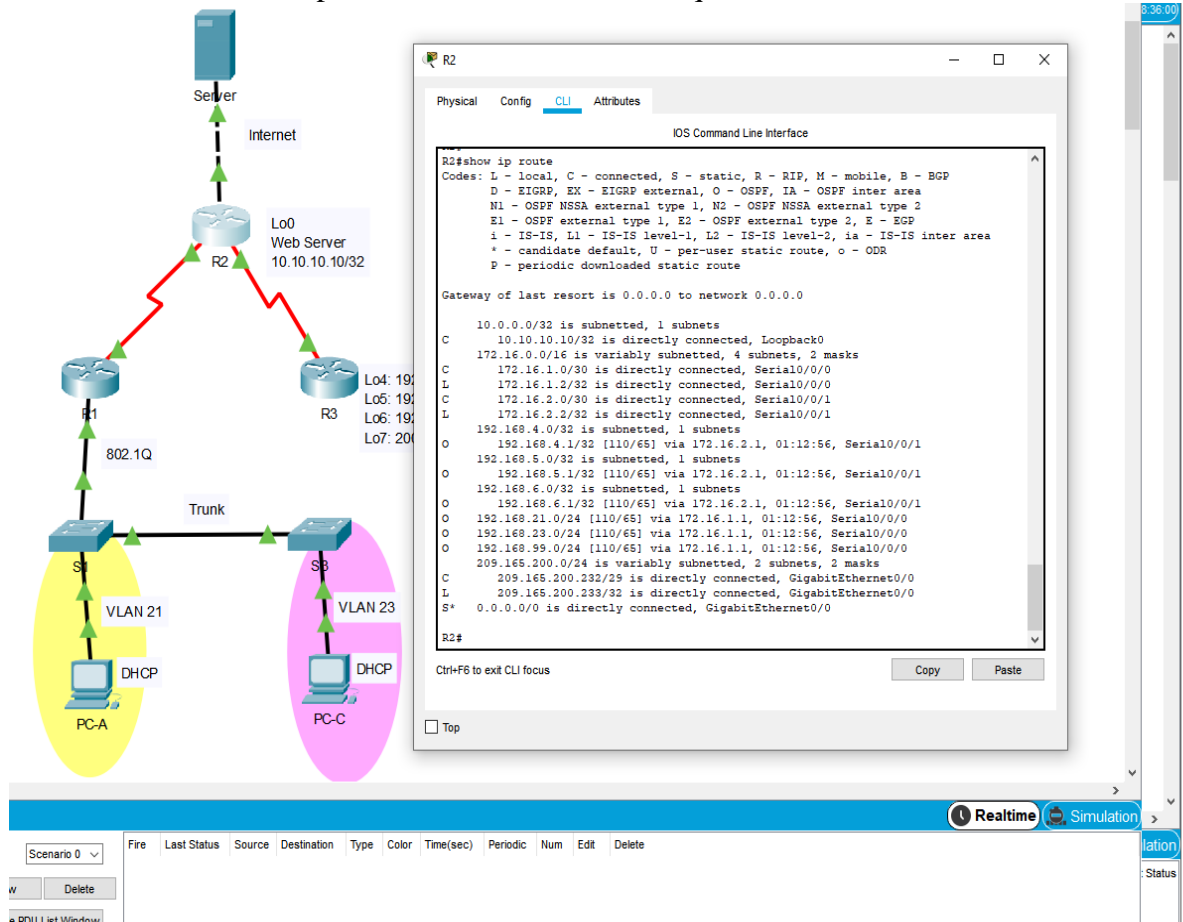 8:36:00
Server
Internet
Lo0
Web Server
10.10.10.10/32
R2
R1
R3
Lo4: 192
Lo5: 192
Lo6: 192
Lo7: 200
802.1Q
Trunk
S1
S3
VLAN 21
VLAN 23
DHCP
DHCP
PC-A
PC-C
R2
Physical Config CLI Attributes
IOS Command Line Interface
R2#show ip route
Codes: L - local, C - connected, S - static, R - RIP, M - mobile, B - BGP
D - EIGRP, EX - EIGRP external, O - OSPF, IA - OSPF inter area
N1 - OSPF NSSA external type 1, N2 - OSPF NSSA external type 2
E1 - OSPF external type 1, E2 - OSPF external type 2, E - EGP
i - IS-IS, L1 - IS-IS level-1, L2 - IS-IS level-2, ia - IS-IS inter area
* - candidate default, U - per-user static route, o - ODR
P - periodic downloaded static route
Gateway of last resort is 0.0.0.0 to network 0.0.0.0
10.0.0.0/32 is subnetted, 1 subnets
C 10.10.10.10/32 is directly connected, Loopback0
172.16.0.0/16 is variably subnetted, 4 subnets, 2 masks
C 172.16.1.0/30 is directly connected, Serial0/0/0
L 172.16.1.2/32 is directly connected, Serial0/0/0
C 172.16.2.0/30 is directly connected, Serial0/0/1
L 172.16.2.2/32 is directly connected, Serial0/0/1
192.168.4.0/32 is subnetted, 1 subnets
O 192.168.4.1/32 [110/65] via 172.16.2.1, 01:12:56, Serial0/0/1
192.168.5.0/32 is subnetted, 1 subnets
O 192.168.5.1/32 [110/65] via 172.16.2.1, 01:12:56, Serial0/0/1
192.168.6.0/32 is subnetted, 1 subnets
O 192.168.6.1/32 [110/65] via 172.16.2.1, 01:12:56, Serial0/0/1
O 192.168.21.0/24 [110/65] via 172.16.1.1, 01:12:56, Serial0/0/0
O 192.168.23.0/24 [110/65] via 172.16.1.1, 01:12:56, Serial0/0/0
O 192.168.99.0/24 [110/65] via 172.16.1.1, 01:12:56, Serial0/0/0
209.165.200.0/24 is variably subnetted, 2 subnets, 2 masks
C 209.165.200.232/29 is directly connected, GigabitEthernet0/0
L 209.165.200.233/32 is directly connected, GigabitEthernet0/0
S* 0.0.0.0/0 is directly connected, GigabitEthernet0/0
R2#
Ctrl+F6 to exit CLI focus
Copy Paste
Top
Realtime Simulation
Scenario 0
Fire Last Status Source Destination Type Color Time(sec) Periodic Num Edit Delete
Delete
PDU List Window
lation
: Status